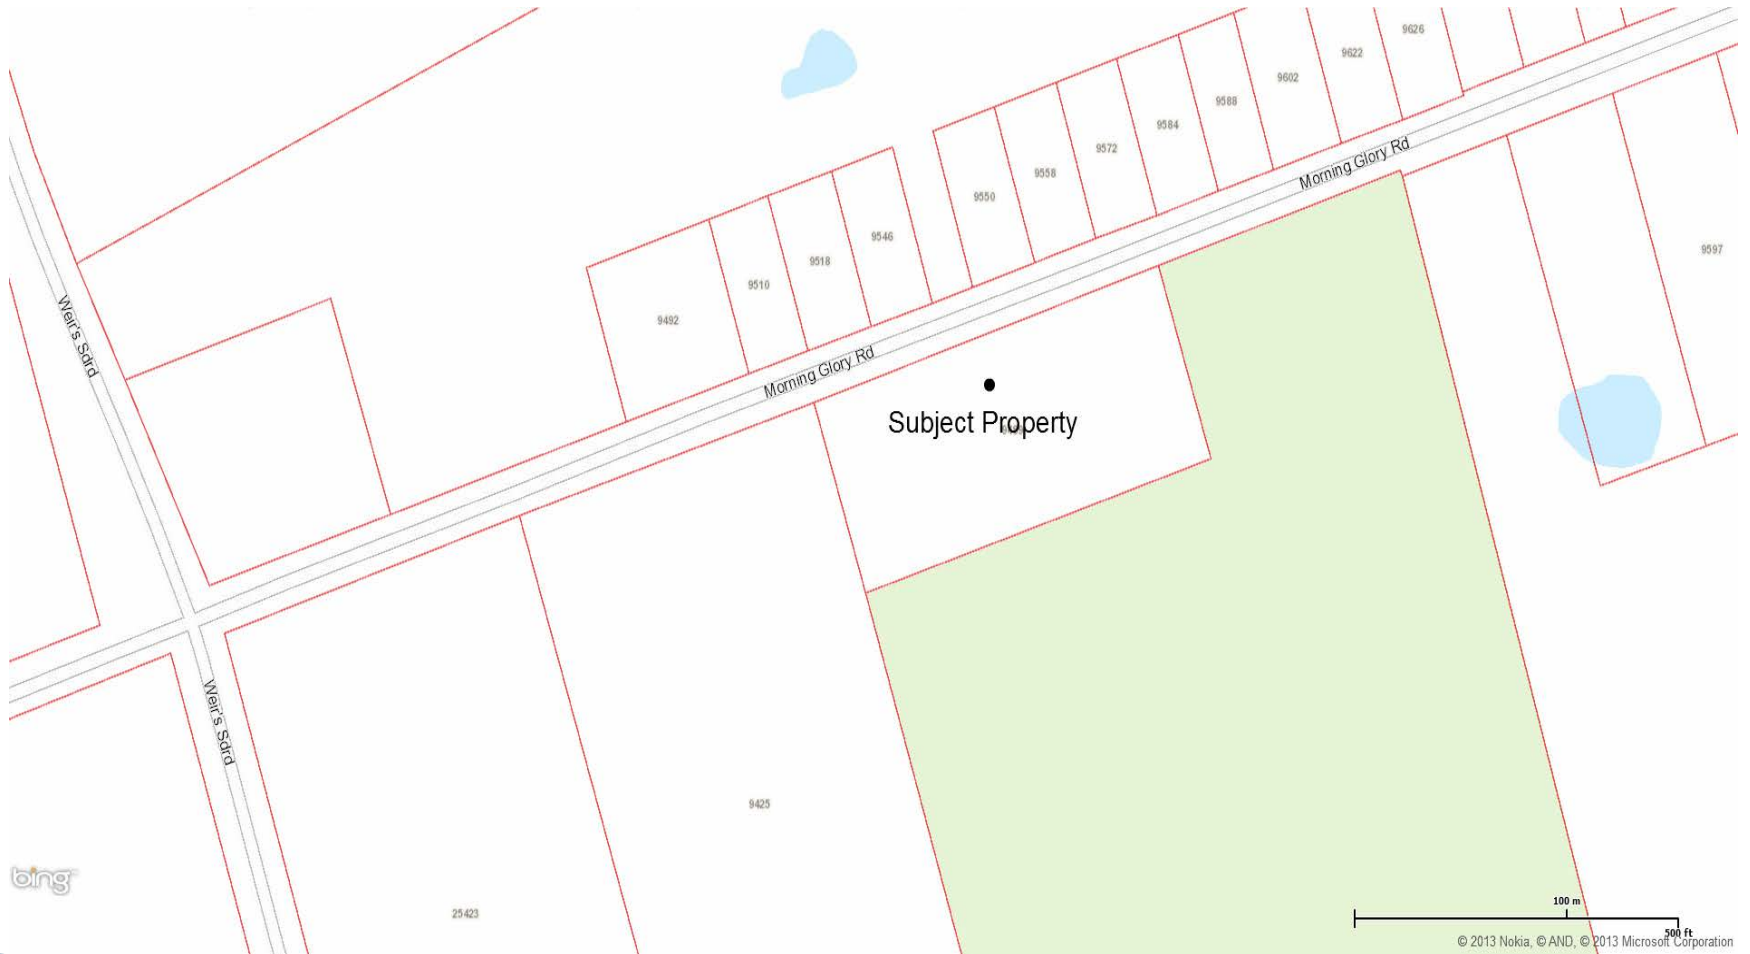 9626
9622
9602
9588
9584
Morning Glory Rd
9572
9558
9550
9546
9597
9518
9510
9492
Weir's Sdrd
Morning Glory Rd
Subject Property
Weir's Sdrd
9425
bing
25423
100 m
500 ft
© 2013 Nokia, © AND, © 2013 Microsoft Corporation